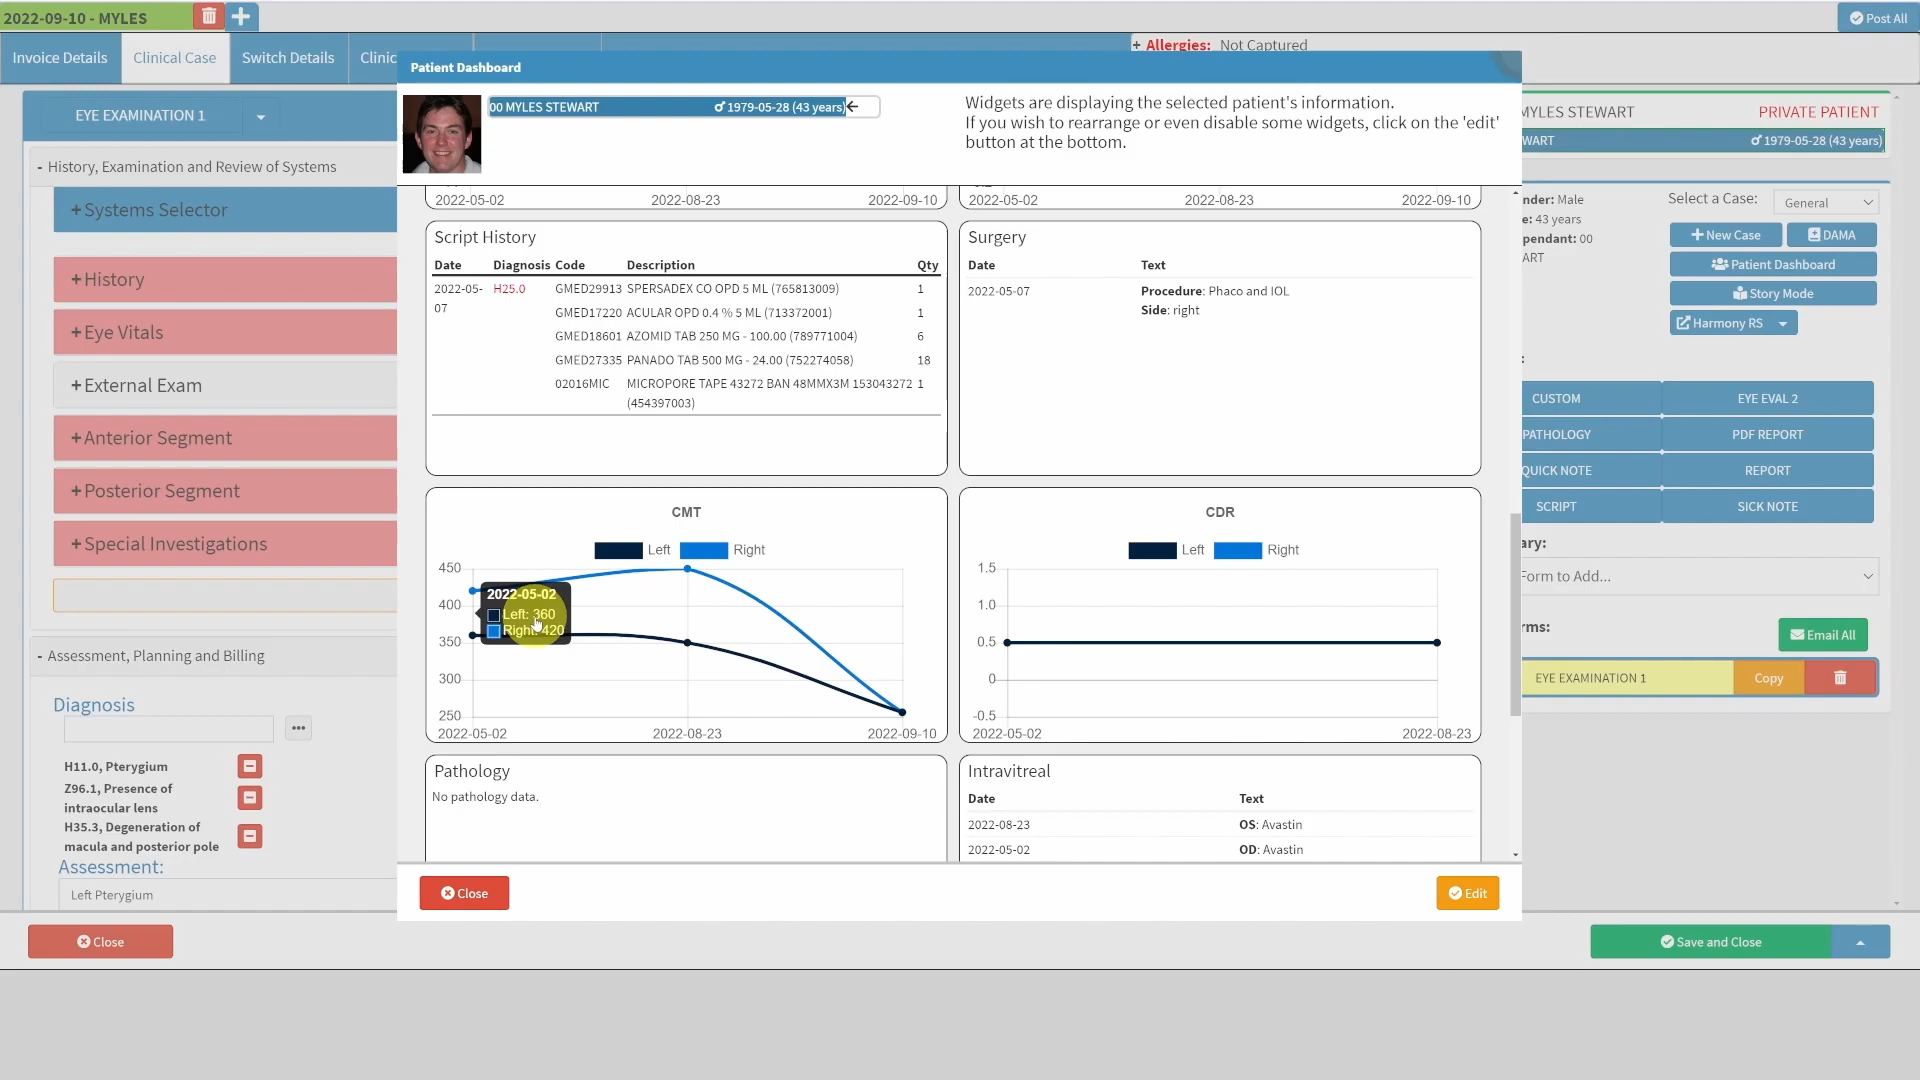 2022-09-10 - MYLES
Post All
Invoice Details
Clinical Case
Switch Details
Clinic
+ Allergies: Not Captured
Patient Dashboard
00 MYLES STEWART 1979-05-28 (43 years)
Widgets are displaying the selected patient's information.
If you wish to rearrange or even disable some widgets, click on the 'edit'
button at the bottom.
EYE EXAMINATION 1
- History, Examination and Review of Systems
+ Systems Selector
+ History
+ Eye Vitals
+ External Exam
+ Anterior Segment
+ Posterior Segment
+ Special Investigations
- Assessment, Planning and Billing
Diagnosis
H11.0, Pterygium
Z96.1, Presence of
intraocular lens
H35.3, Degeneration of
macula and posterior pole
Assessment:
Left Pterygium
2022-05-02 2022-08-23 2022-09-10
2022-05-02 2022-08-23 2022-09-10
Script History
Date Diagnosis Code Description Qty
2022-05-07 H25.0 GMED29913 SPERSADEX CO OPD 5 ML (765813009) 1
GMED17220 ACULAR OPD 0.4 % 5 ML (713372001) 1
GMED18601 AZOMID TAB 250 MG - 100.00 (789771004) 6
GMED27335 PANADO TAB 500 MG - 24.00 (752274058) 18
02016MIC MICROPORE TAPE 43272 BAN 48MMX3M 153043272 1
(454397003)
Surgery
Date Text
2022-05-07 Procedure: Phaco and IOL
Side: right
CMT
Left Right
450
400
350
300
250
2022-05-02
Left: 360
Right: 420
2022-05-02 2022-08-23 2022-09-10
CDR
Left Right
1.5
1.0
0.5
0
-0.5
2022-05-02 2022-08-23
Pathology
No pathology data.
Intravitreal
Date Text
2022-08-23 OS: Avastin
2022-05-02 OD: Avastin
Close
Edit
MYLES STEWART PRIVATE PATIENT
WART 1979-05-28 (43 years)
nder: Male
e: 43 years
pendant: 00
ART
Select a Case: General
New Case
DAMA
Patient Dashboard
Story Mode
Harmony RS
CUSTOM
EYE EVAL 2
PATHOLOGY
PDF REPORT
QUICK NOTE
REPORT
SCRIPT
SICK NOTE
ary:
Form to Add...
rms:
Email All
EYE EXAMINATION 1
Copy
Close
Save and Close